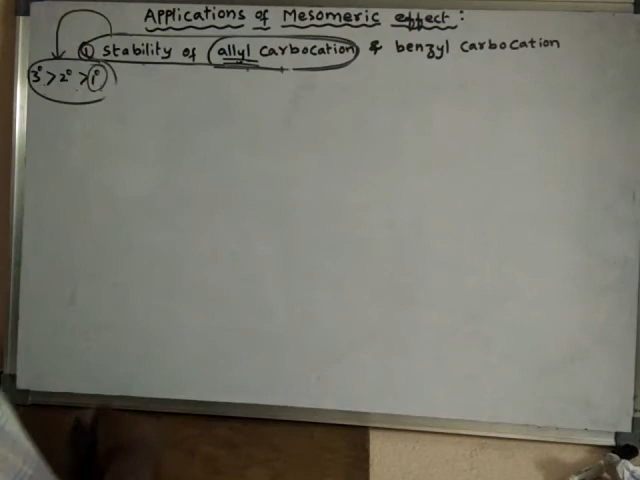 Applications of Mesomeric effect :
① Stability of allyl carbocation & benzyl carbocation
3° > 2° > 1°